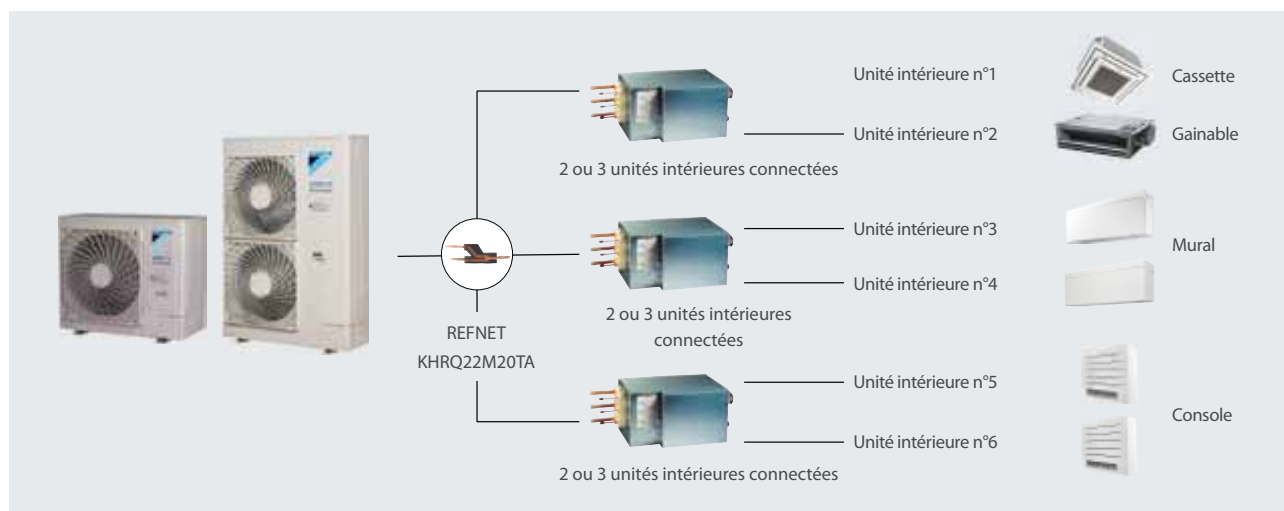 Unité intérieure n°1
Cassette
Unité intérieure n°2
Gainable
2 ou 3 unités intérieures connectées
Unité intérieure n°3
Mural
Unité intérieure n°4
2 ou 3 unités intérieures
connectées
REFNET
KHRQ22M20TA
Unité intérieure n°5
Console
Unité intérieure n°6
2 ou 3 unités intérieures connectées